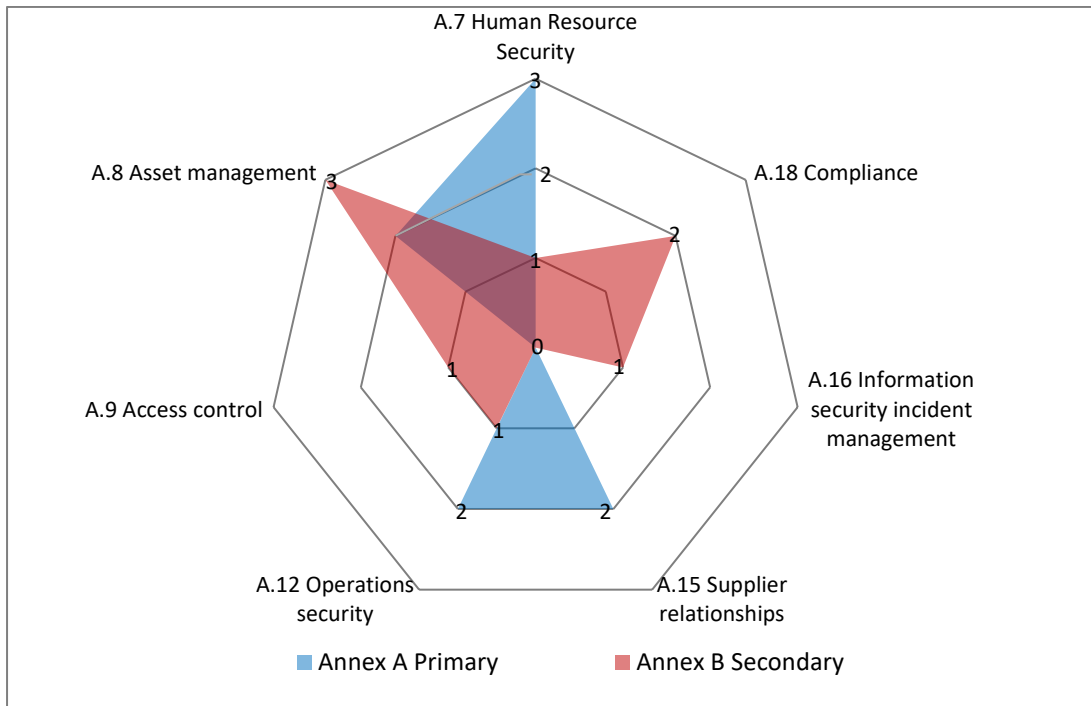 A.7 Human Resource
Security
3
A.8 Asset management
3
A.18 Compliance
2
2
1
0
1
1
A.9 Access control
A.16 Information
security incident
management
1
2
2
A.12 Operations
security
A.15 Supplier
relationships
Annex A Primary
Annex B Secondary